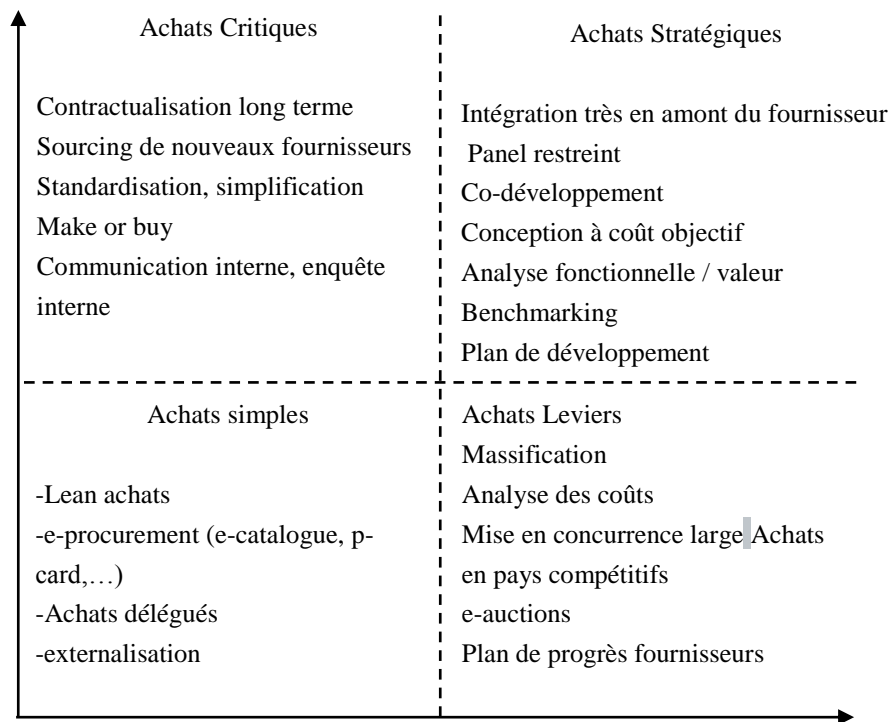 Achats Critiques
Contractualisation long terme
Sourcing de nouveaux fournisseurs
Standardisation, simplification
Make or buy
Communication interne, enquête
interne
Achats Stratégiques
Intégration très en amont du fournisseur
Panel restreint
Co-développement
Conception à coût objectif
Analyse fonctionnelle / valeur
Benchmarking
Plan de développement
Achats simples
-Lean achats
-e-procurement (e-catalogue, p-
card,…)
-Achats délégués
-externalisation
Achats Leviers
Massification
Analyse des coûts
Mise en concurrence large Achats
en pays compétitifs
e-auctions
Plan de progrès fournisseurs